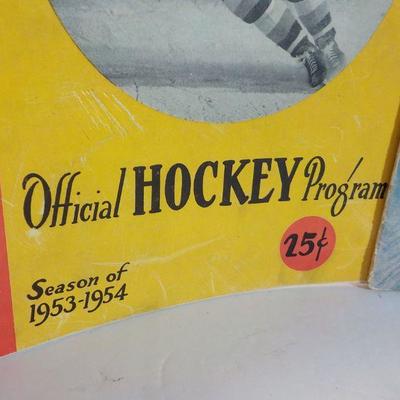 Official HOCKEY Program
25¢
Season of
1953-1954